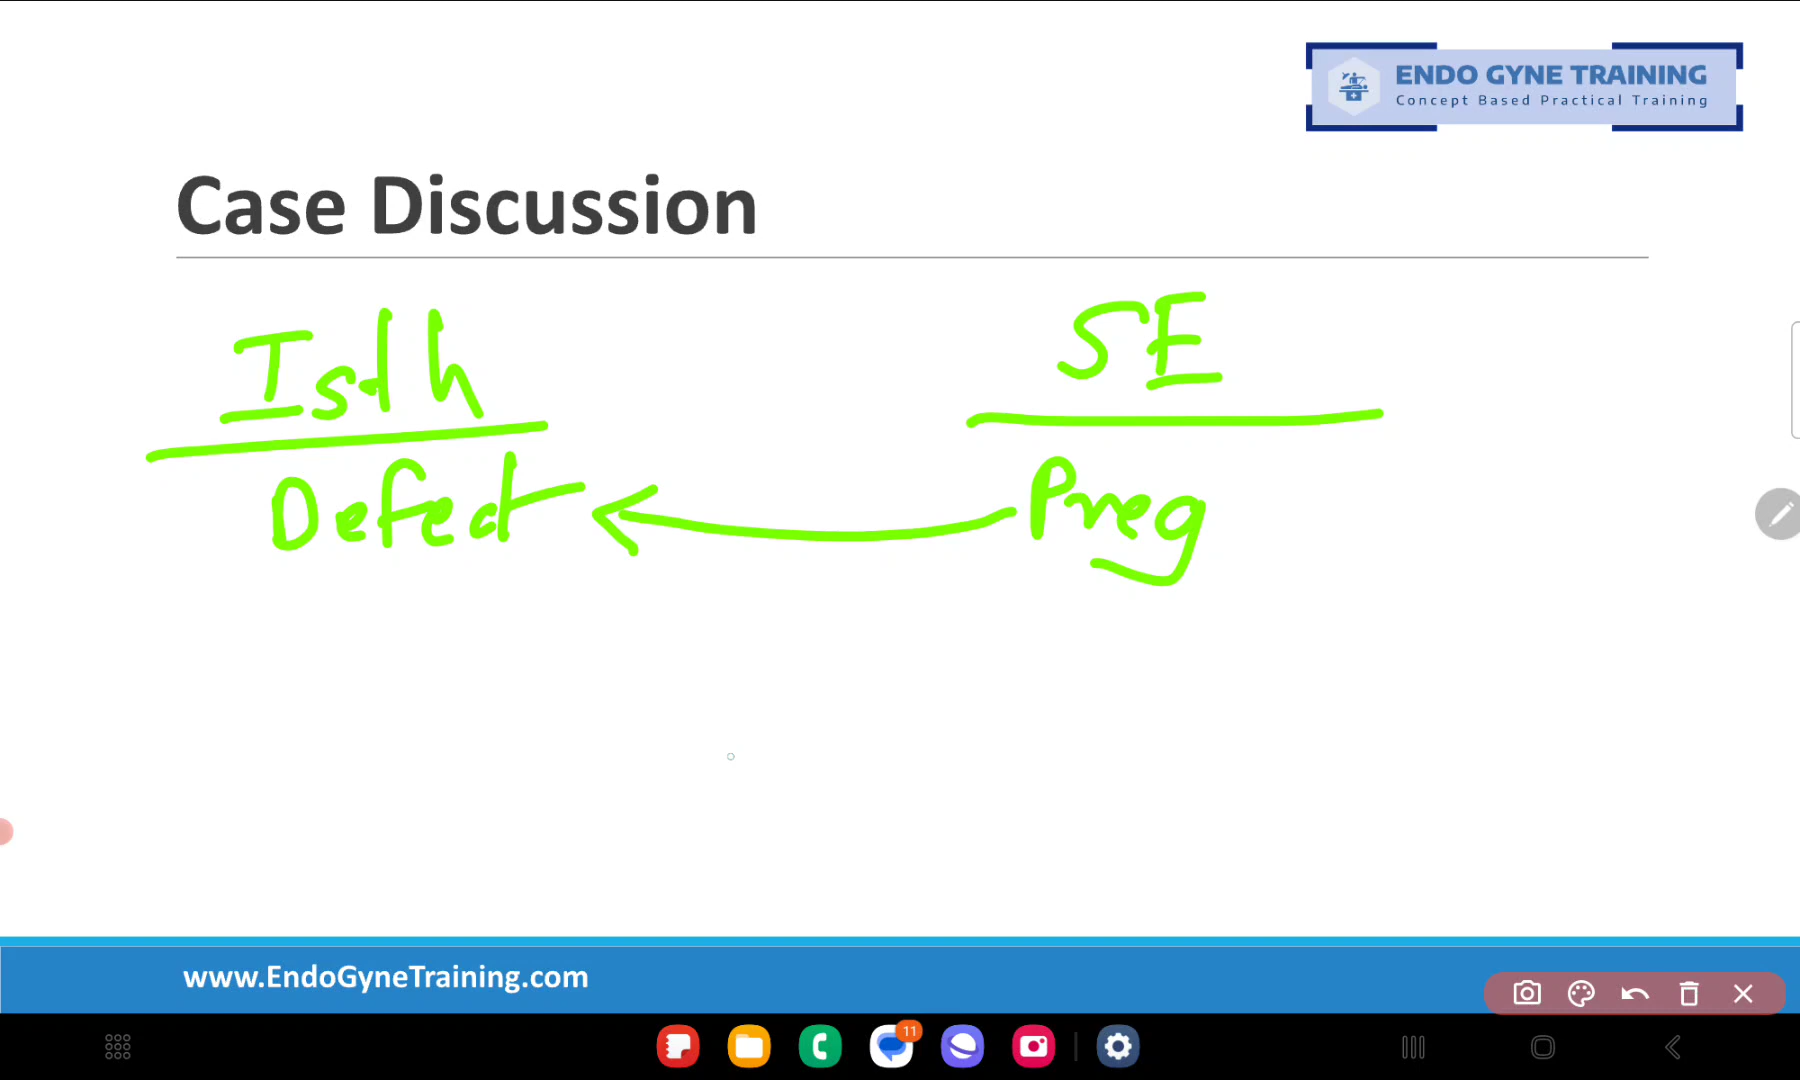 ENDO GYNE TRAINING
Concept Based Practical Training
Case Discussion
Isth
SE
Defect
Preg
www.EndoGyneTraining.com
11